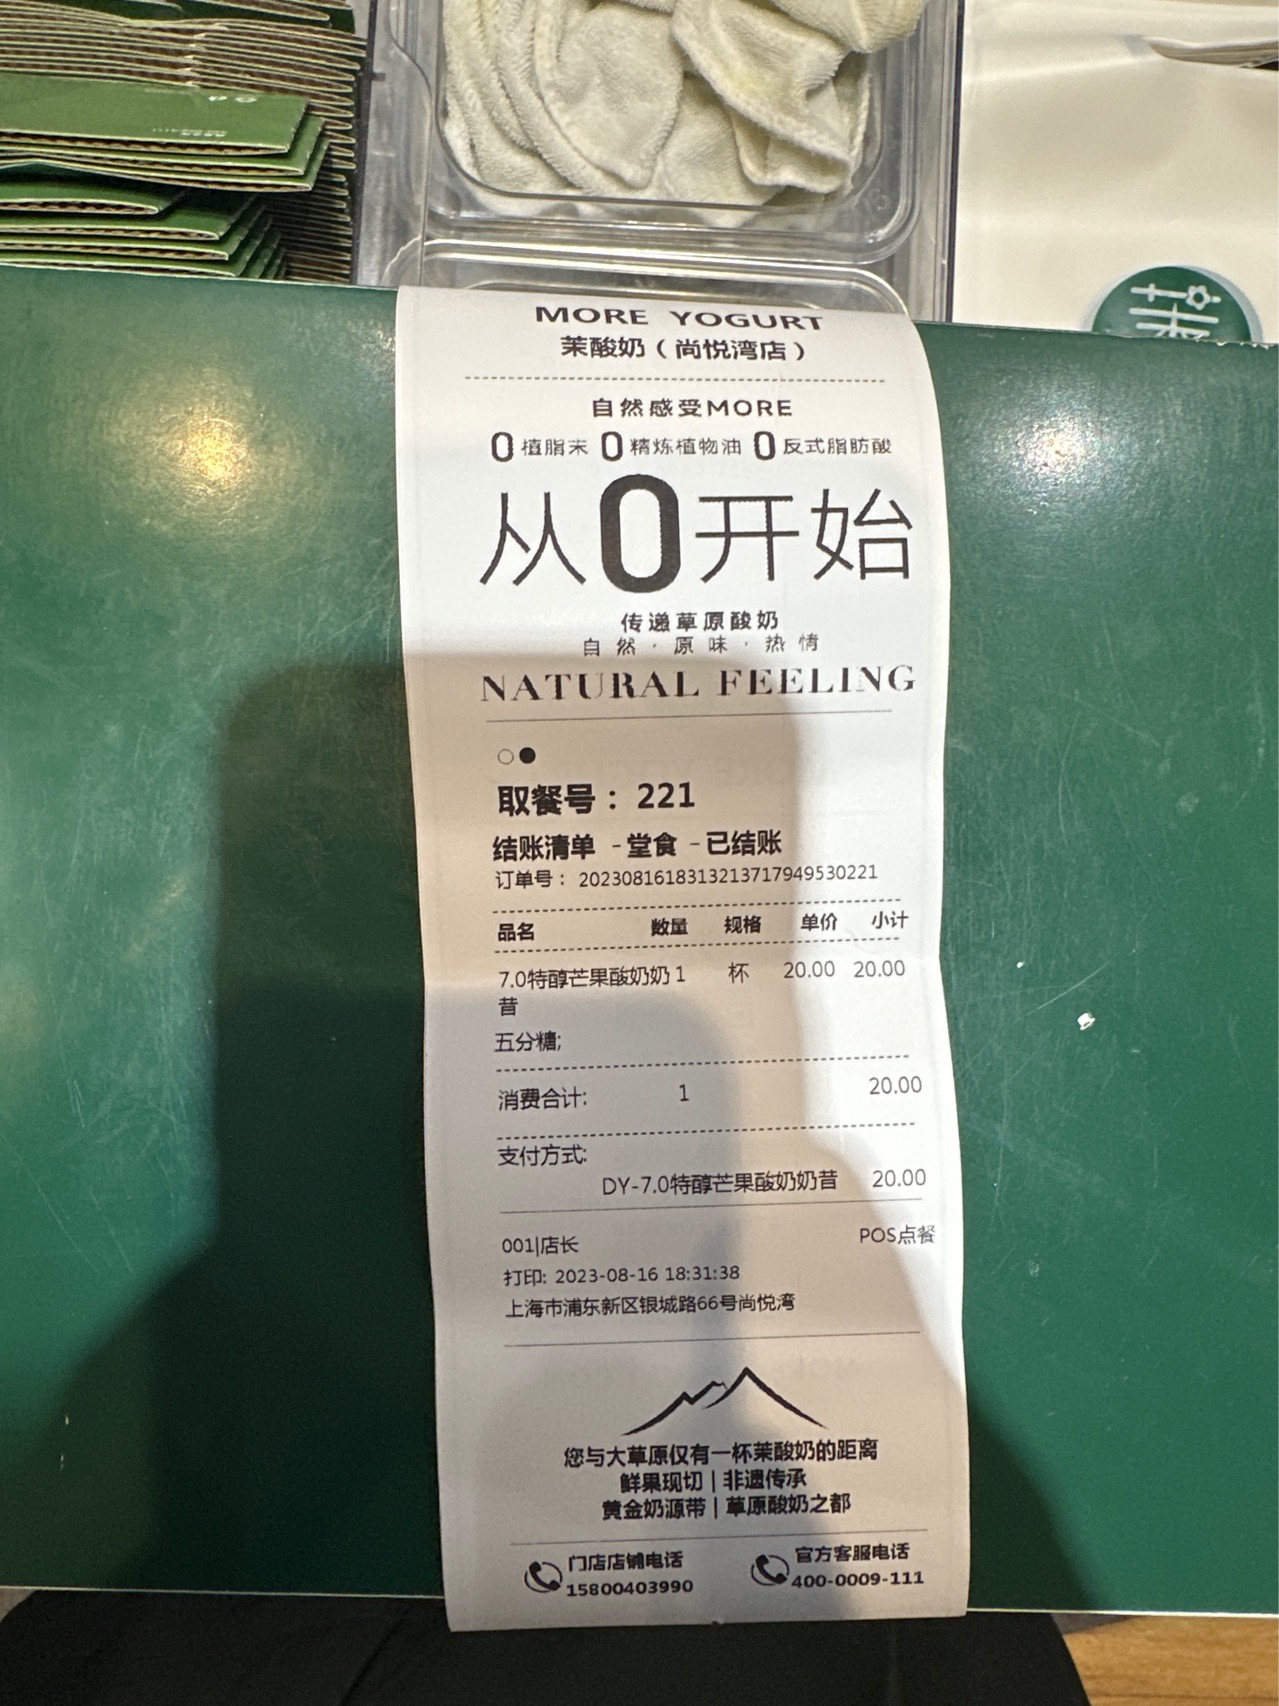 MORE YOGURT
茉酸奶（尚悦湾店）
自然感受MORE
0植脂末 0精炼植物油 0反式脂肪酸
从0开始
传递草原酸奶
自然·原味·热情
NATURAL FEELING
取餐号：221
结账清单 -堂食 -已结账
订单号：20230816183132137179495302​21
品名 数量 规格 单价 小计
7.0特醇芒果酸奶奶 1 杯 20.00 20.00
昔
五分糖;
消费合计: 1 20.00
支付方式:
DY-7.0特醇芒果酸奶奶昔 20.00
001|店长 POS点餐
打印: 2023-08-16 18:31:38
上海市浦东新区银城路66号尚悦湾
您与大草原仅有一杯茉酸奶的距离
鲜果现切 | 非遗传承
黄金奶源带 | 草原酸奶之都
门店店铺电话 官方客服电话
15800403990 400-0009-111